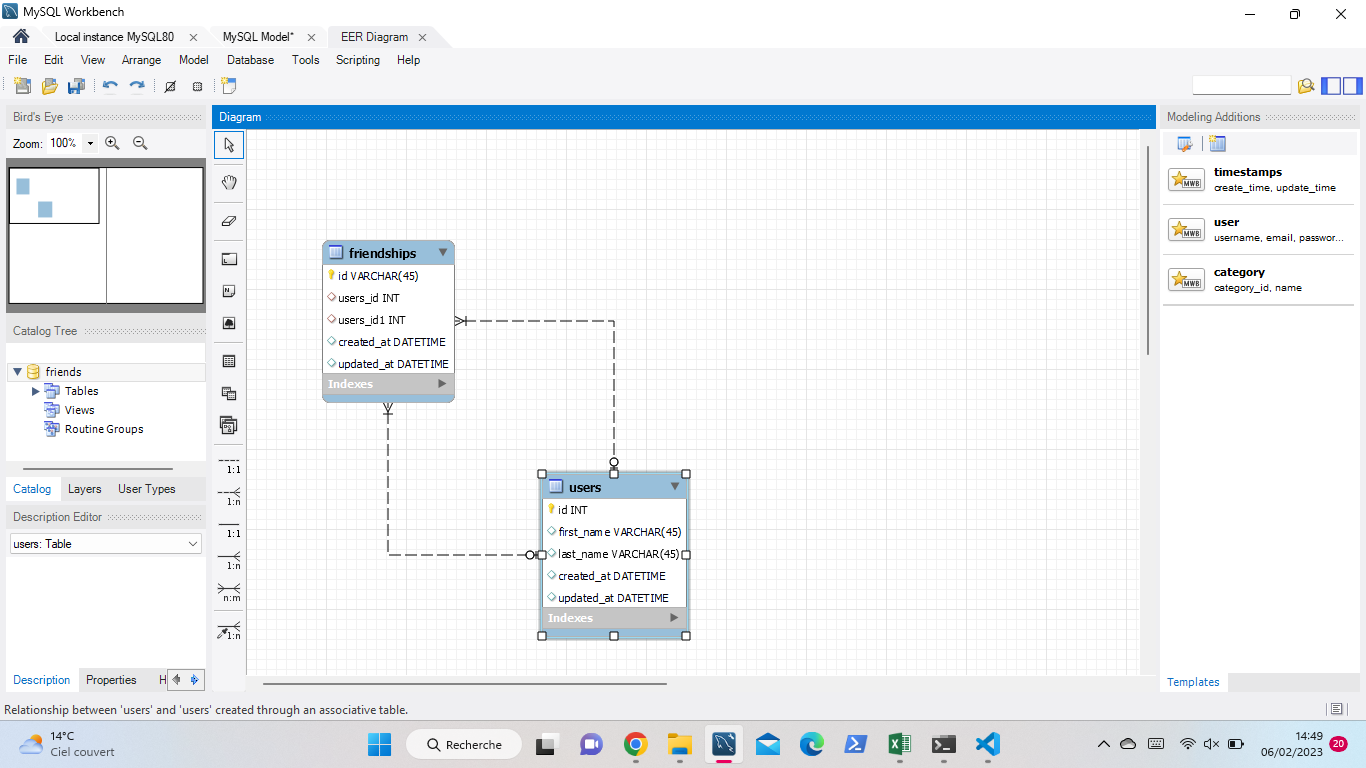 MySQL Workbench
Local instance MySQL80
MySQL Model*
EER Diagram
File Edit View Arrange Model Database Tools Scripting Help
Bird's Eye
Zoom: 100%
Catalog Tree
friends
Tables
Views
Routine Groups
Catalog Layers User Types
Description Editor
users: Table
Description Properties H
Diagram
1:1
1:n
1:1
1:n
n:m
1:n
friendships
id VARCHAR(45)
users_id INT
users_id1 INT
created_at DATETIME
updated_at DATETIME
Indexes
users
id INT
first_name VARCHAR(45)
last_name VARCHAR(45)
created_at DATETIME
updated_at DATETIME
Indexes
Modeling Additions
MWB
timestamps
create_time, update_time
MWB
user
username, email, passwor...
MWB
category
category_id, name
Templates
Relationship between 'users' and 'users' created through an associative table.
14°C
Ciel couvert
Recherche
14:49
06/02/2023
20